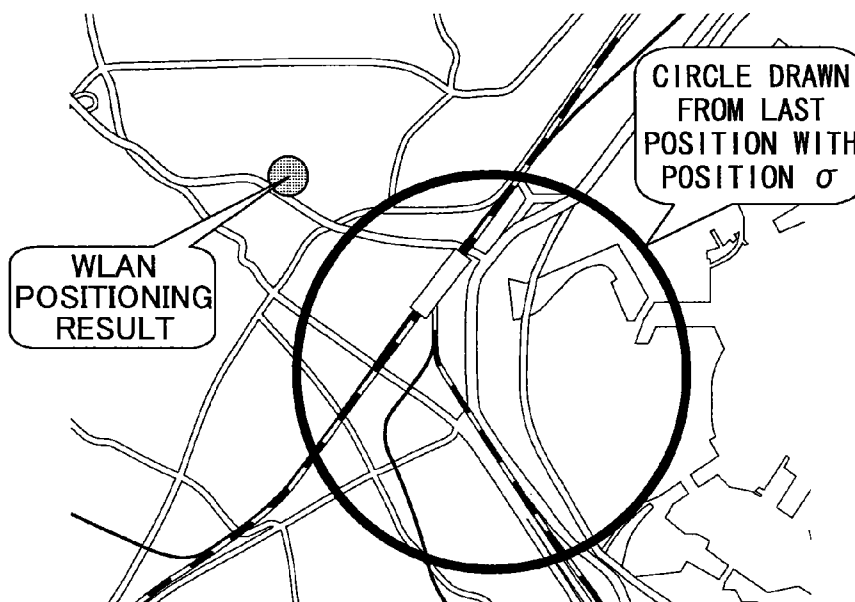 CIRCLE DRAWN
FROM LAST
POSITION WITH
POSITION σ
WLAN
POSITIONING
RESULT